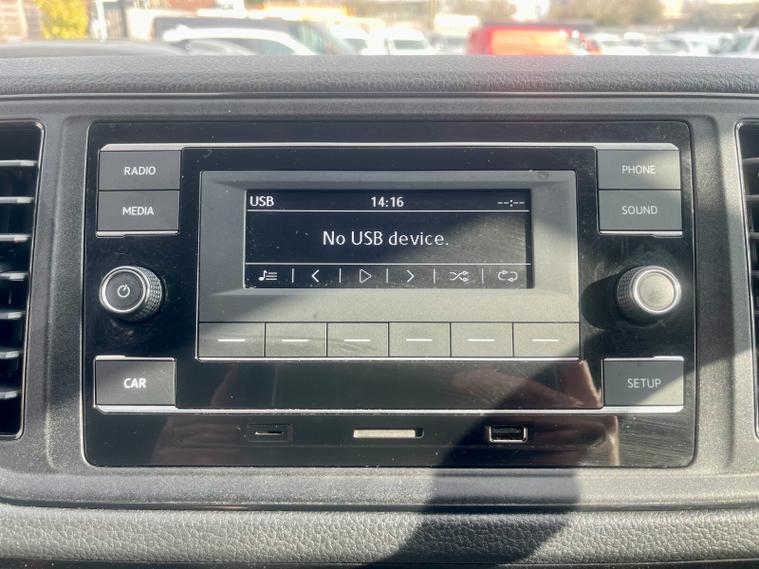 RADIO
MEDIA
CAR
USB 14:16 --:--
No USB device.
PHONE
SOUND
SETUP